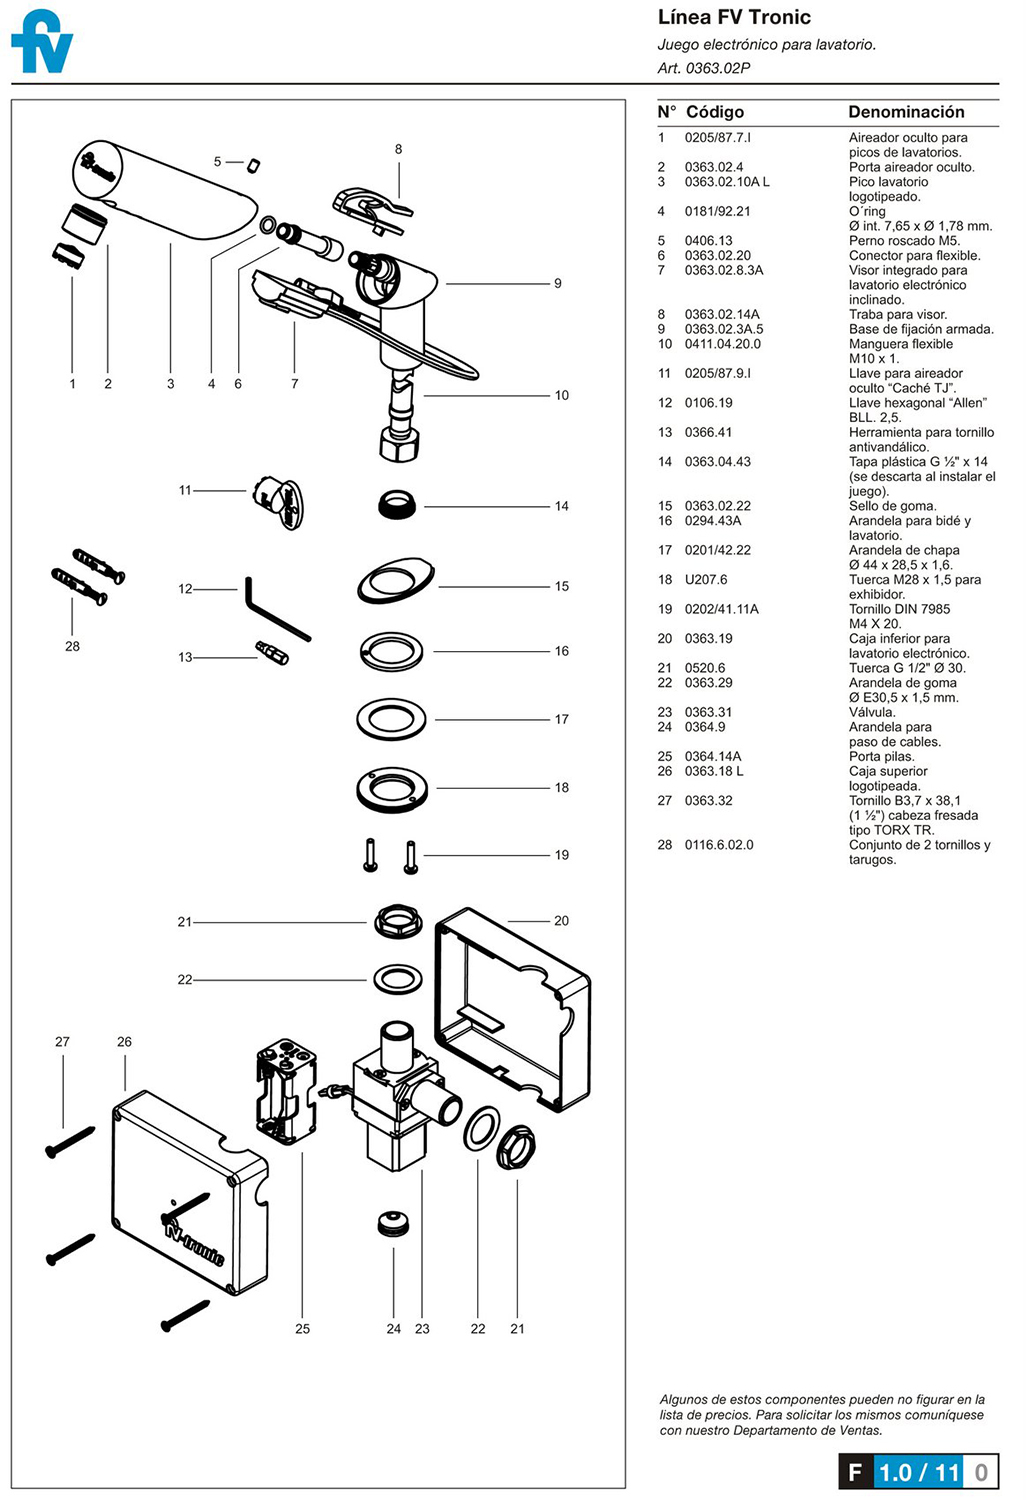 fv
Línea FV Tronic
Juego electrónico para lavatorio.
Art. 0363.02P
N° Código Denominación
1 0205/87.7.I Aireador oculto para
picos de lavatorios.
2 0363.02.4 Porta aireador oculto.
3 0363.02.10A L Pico lavatorio
logotipeado.
4 0181/92.21 O´ring
Ø int. 7,65 x Ø 1,78 mm.
5 0406.13 Perno roscado M5.
6 0363.02.20 Conector para flexible.
7 0363.02.8.3A Visor integrado para
lavatorio electrónico
inclinado.
8 0363.02.14A Traba para visor.
9 0363.02.3A.5 Base de fijación armada.
10 0411.04.20.0 Manguera flexible
M10 x 1.
11 0205/87.9.I Llave para aireador
oculto “Caché TJ”.
12 0106.19 Llave hexagonal “Allen”
BLL. 2,5.
13 0366.41 Herramienta para tornillo
antivandálico.
14 0363.04.43 Tapa plástica G ½" x 14
(se descarta al instalar el
juego).
15 0363.02.22 Sello de goma.
16 0294.43A Arandela para bidé y
lavatorio.
17 0201/42.22 Arandela de chapa
Ø 44 x 28,5 x 1,6.
18 U207.6 Tuerca M28 x 1,5 para
exhibidor.
19 0202/41.11A Tornillo DIN 7985
M4 X 20.
20 0363.19 Caja inferior para
lavatorio electrónico.
21 0520.6 Tuerca G 1/2" Ø 30.
22 0363.29 Arandela de goma
Ø E30,5 x 1,5 mm.
23 0363.31 Válvula.
24 0364.9 Arandela para
paso de cables.
25 0364.14A Porta pilas.
26 0363.18 L Caja superior
logotipeada.
27 0363.32 Tornillo B3,7 x 38,1
(1 ½") cabeza fresada
tipo TORX TR.
28 0116.6.02.0 Conjunto de 2 tornillos y
tarugos.
5
8
9
1 2 3 4 6 7
10
11
14
12
15
28
13
16
17
18
19
21
20
22
27 26
fv-tronic
25 24 23 22 21
Algunos de estos componentes pueden no figurar en la
lista de precios. Para solicitar los mismos comuníquese
con nuestro Departamento de Ventas.
F 1.0 / 11 0